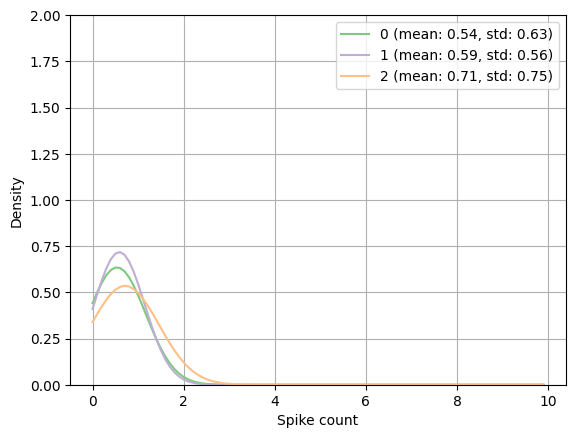 2.00
1.75
1.50
1.25
1.00
0.75
0.50
0.25
0.00
Density
0 (mean: 0.54, std: 0.63)
1 (mean: 0.59, std: 0.56)
2 (mean: 0.71, std: 0.75)
0 2 4 6 8 10
Spike count